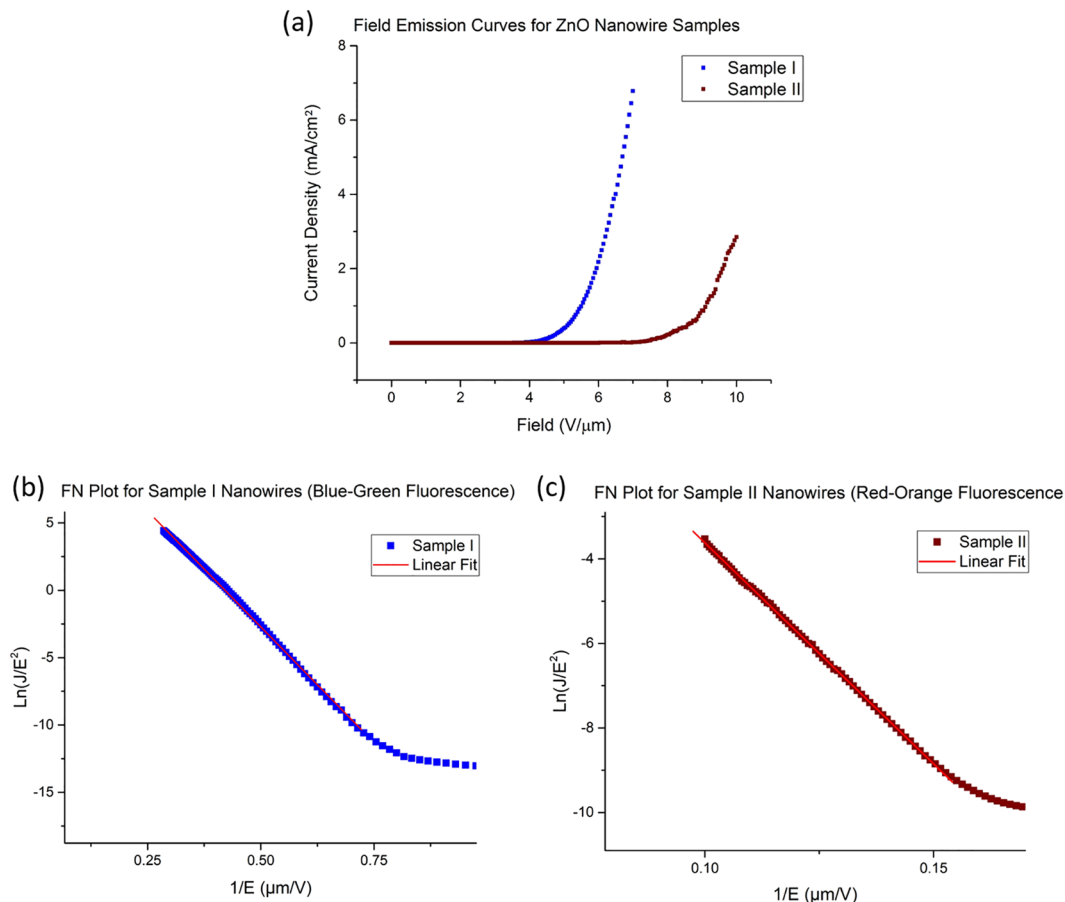 (a)
Field Emission Curves for ZnO Nanowire Samples
8
6
4
2
0
Current Density (mA/cm²)
Sample I
Sample II
0 2 4 6 8 10
Field (V/μm)
(b)
FN Plot for Sample I Nanowires (Blue-Green Fluorescence)
5
0
-5
-10
-15
Ln(J/E²)
Sample I
Linear Fit
0.25 0.50 0.75
1/E (μm/V)
(c)
FN Plot for Sample II Nanowires (Red-Orange Fluorescence
-4
-6
-8
-10
Ln(J/E²)
Sample II
Linear Fit
0.10 0.15
1/E (μm/V)